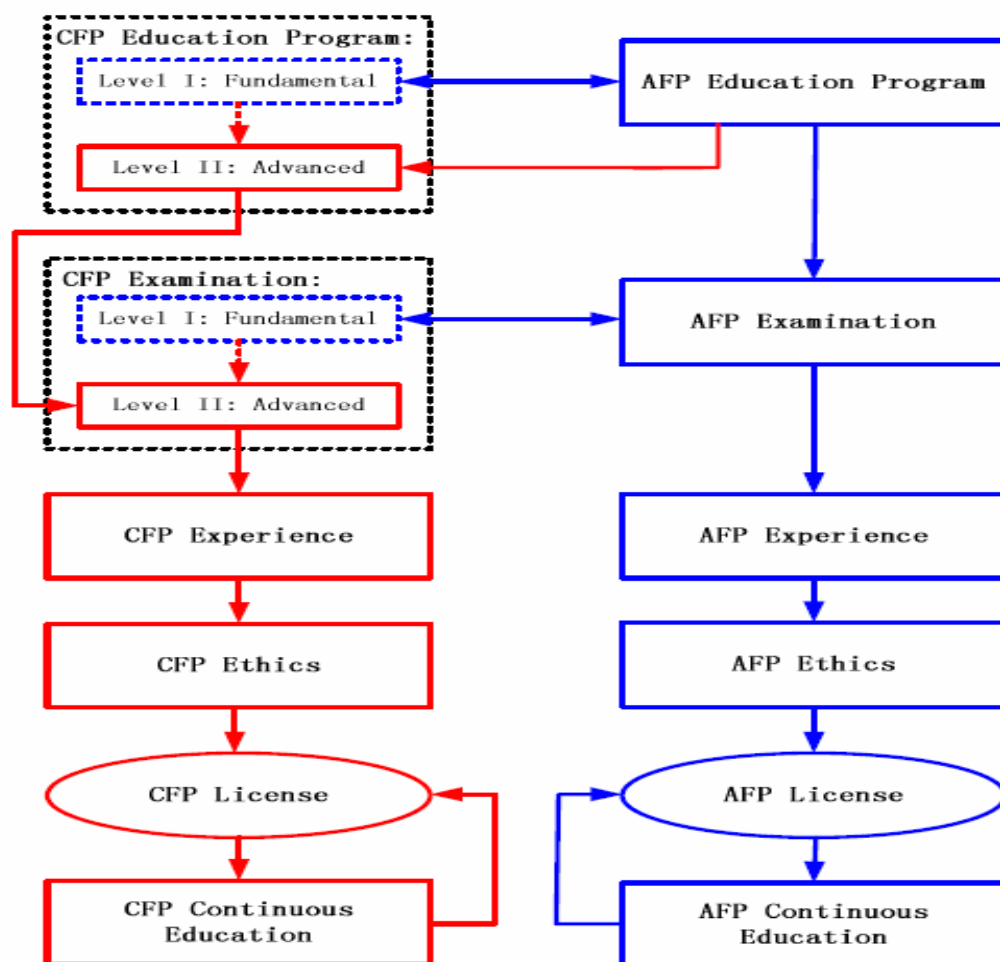 CFP Education Program:
Level I: Fundamental
Level II: Advanced
AFP Education Program
CFP Examination:
Level I: Fundamental
Level II: Advanced
AFP Examination
CFP Experience
AFP Experience
CFP Ethics
AFP Ethics
CFP License
AFP License
CFP Continuous
Education
AFP Continuous
Education